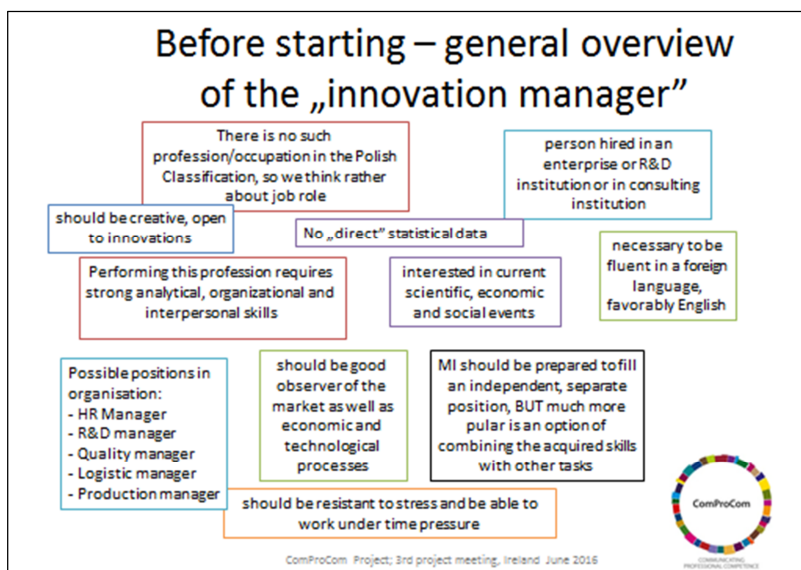 Before starting – general overview
of the „innovation manager”
There is no such
profession/occupation in the Polish
Classification, so we think rather
about job role
person hired in an
enterprise or R&D
institution or in consulting
institution
should be creative, open
to innovations
No „direct” statistical data
necessary to be
fluent in a foreign
language,
favorably English
Performing this profession requires
strong analytical, organizational and
interpersonal skills
interested in current
scientific, economic
and social events
Possible positions in
organisation:
- HR Manager
- R&D manager
- Quality manager
- Logistic manager
- Production manager
should be good
observer of the
market as well as
economic and
technological
processes
MI should be prepared to fill
an independent, separate
position, BUT much more
pular is an option of
combining the acquired skills
with other tasks
should be resistant to stress and be able to
work under time pressure
ComProCom
COMMUNICATING
PROFESSIONAL COMPETENCE
ComProCom Project; 3rd project meeting, Ireland June 2016